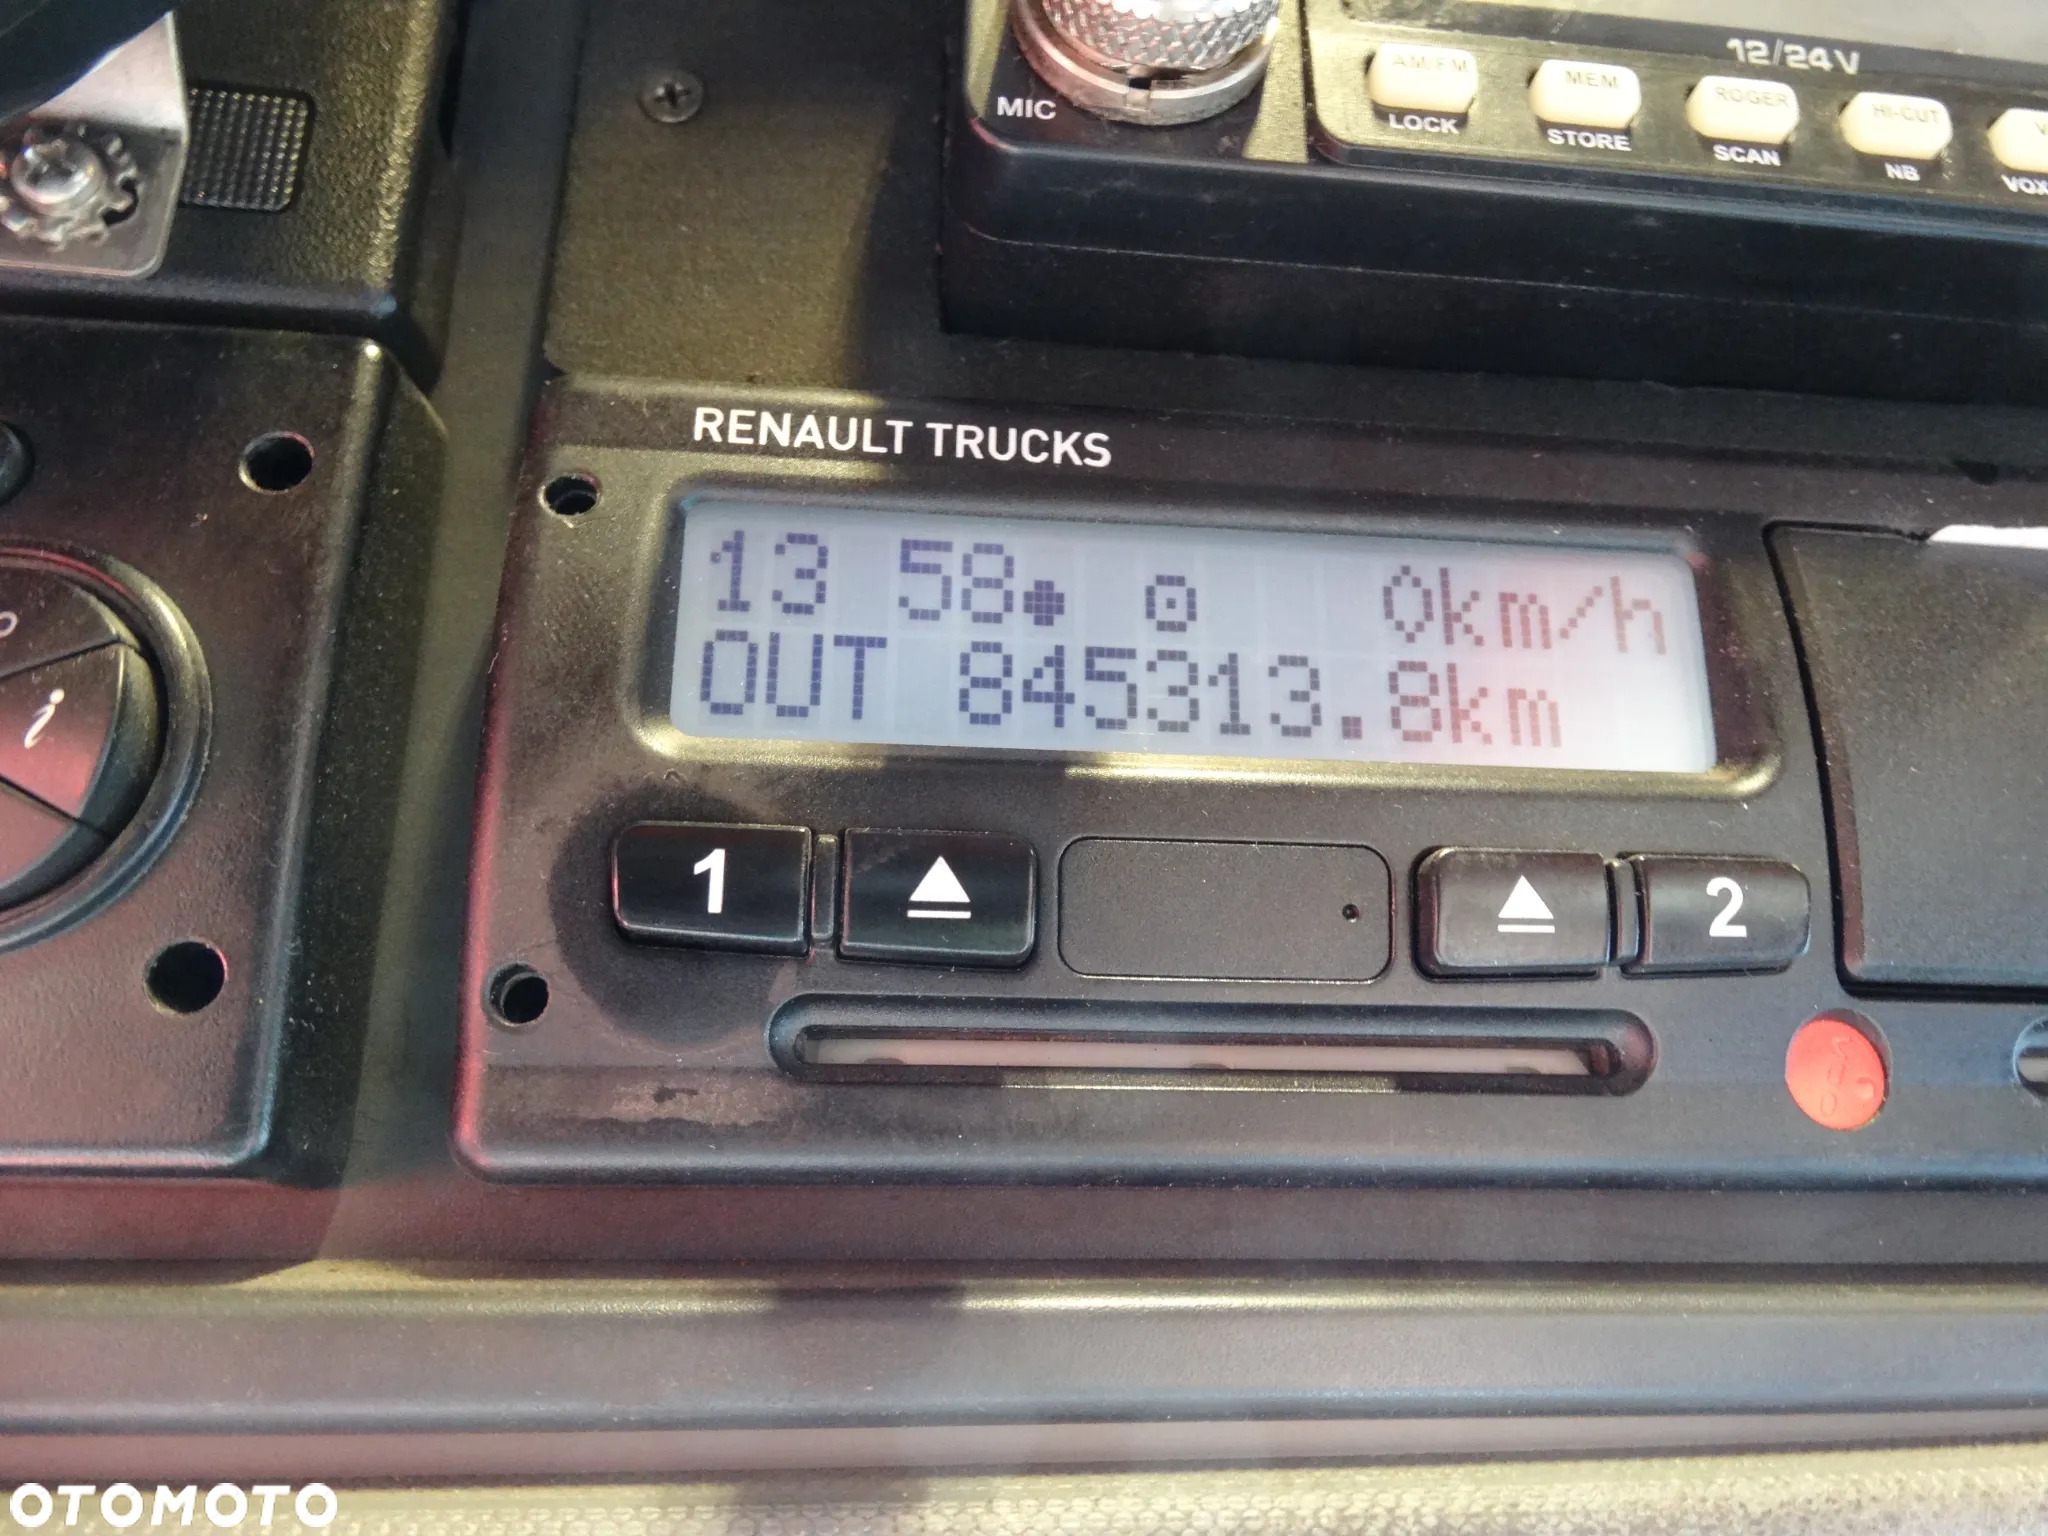 12/24V
MIC
AM/FM MEM ROGER HI-CUT
LOCK STORE SCAN NB VOX
RENAULT TRUCKS
13 58 0km/h
OUT 845313.8km
i
1 2
OTOMOTO